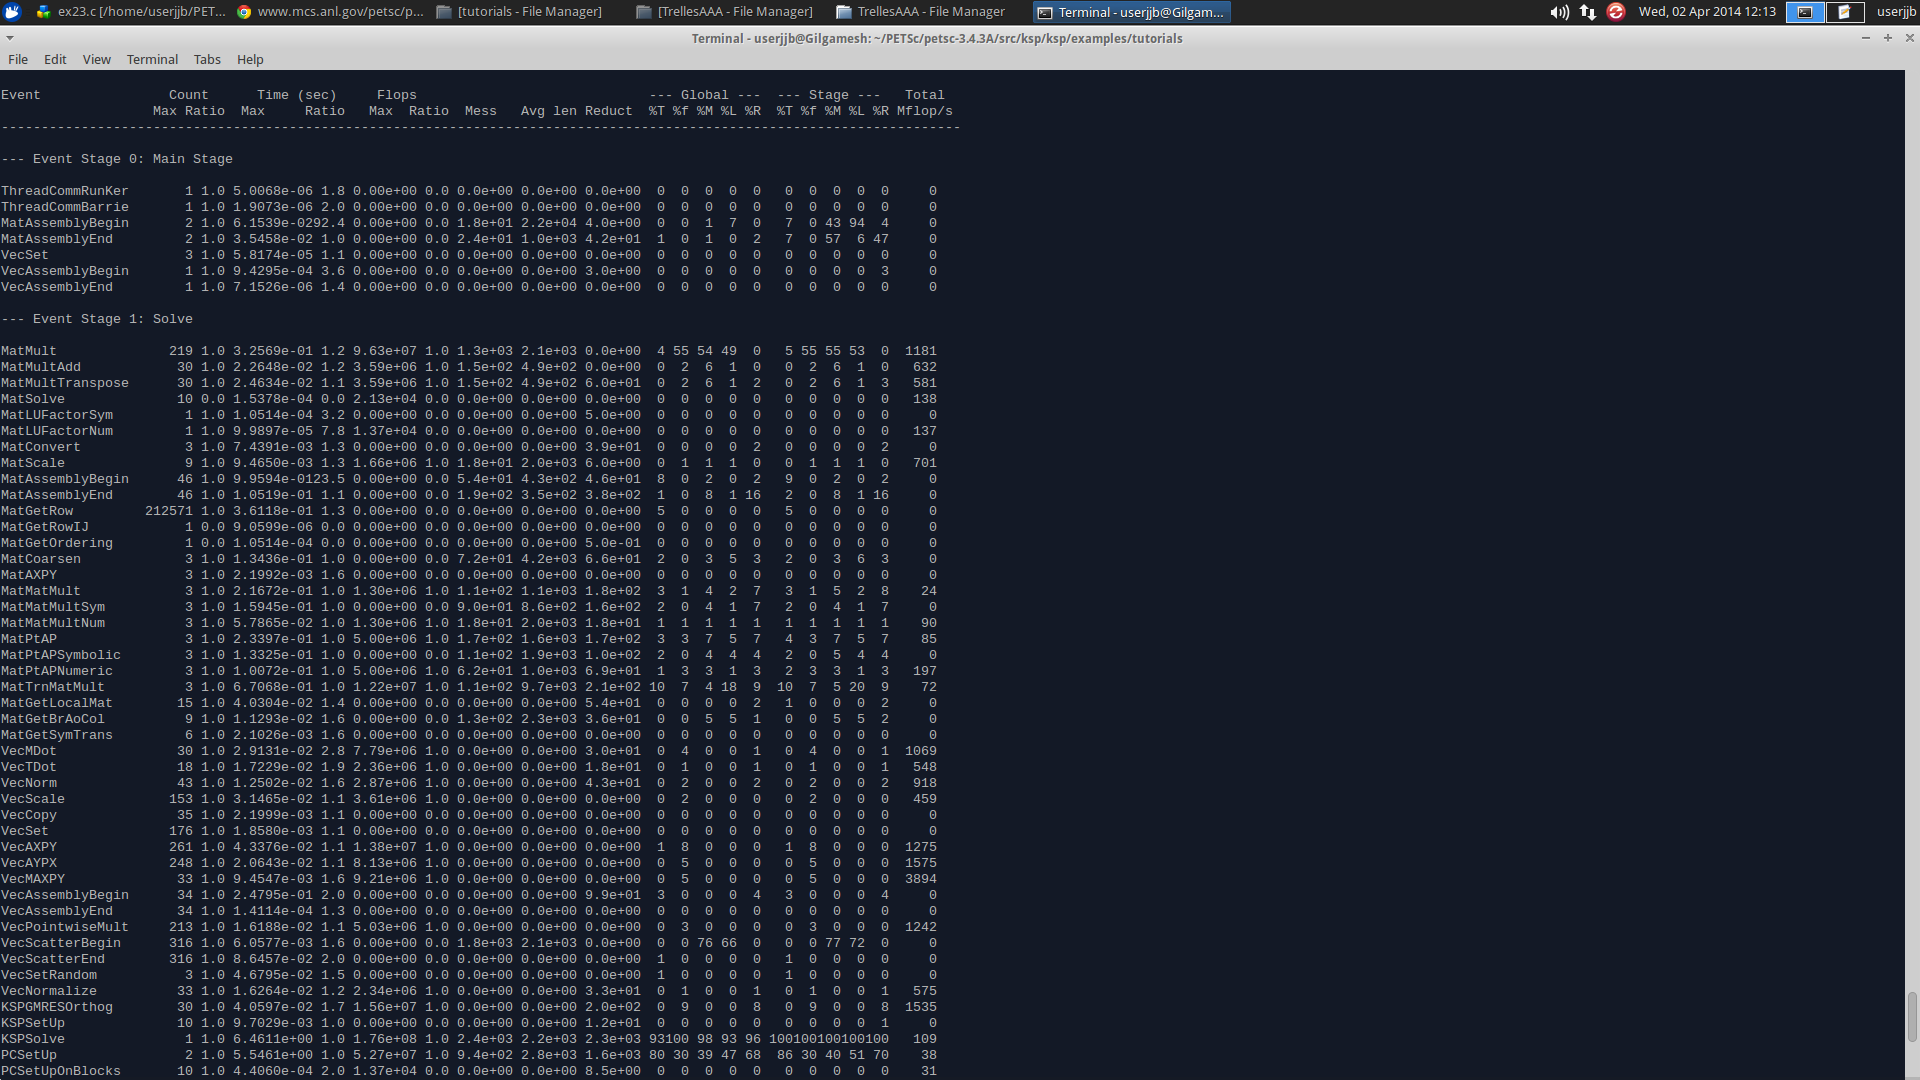 ex23.c [/home/userjjb/PET... www.mcs.anl.gov/petsc/p... [tutorials - File Manager] [TrellesAAA - File Manager] TrellesAAA - File Manager Terminal - userjjb@Gilgam... Wed, 02 Apr 2014 12:13 userjjb
Terminal - userjjb@Gilgamesh: ~/PETSc/petsc-3.4.3A/src/ksp/ksp/examples/tutorials
File Edit View Terminal Tabs Help
Event Count Time (sec) Flops --- Global --- --- Stage --- Total
Max Ratio Max Ratio Max Ratio Mess Avg len Reduct %T %f %M %L %R %T %f %M %L %R Mflop/s
------------------------------------------------------------------------------------------------------------------------
--- Event Stage 0: Main Stage
ThreadCommRunKer 1 1.0 5.0068e-06 1.8 0.00e+00 0.0 0.0e+00 0.0e+00 0.0e+00 0 0 0 0 0 0 0 0 0 0 0
ThreadCommBarrie 1 1.0 1.9073e-06 2.0 0.00e+00 0.0 0.0e+00 0.0e+00 0.0e+00 0 0 0 0 0 0 0 0 0 0 0
MatAssemblyBegin 2 1.0 6.1539e-0292.4 0.00e+00 0.0 1.8e+01 2.2e+04 4.0e+00 0 0 1 7 0 7 0 43 94 4 0
MatAssemblyEnd 2 1.0 3.5458e-02 1.0 0.00e+00 0.0 2.4e+01 1.0e+03 4.2e+01 1 0 1 0 2 7 0 57 6 47 0
VecSet 3 1.0 5.8174e-05 1.1 0.00e+00 0.0 0.0e+00 0.0e+00 0.0e+00 0 0 0 0 0 0 0 0 0 0 0
VecAssemblyBegin 1 1.0 9.4295e-04 3.6 0.00e+00 0.0 0.0e+00 0.0e+00 3.0e+00 0 0 0 0 0 0 0 0 0 3 0
VecAssemblyEnd 1 1.0 7.1526e-06 1.4 0.00e+00 0.0 0.0e+00 0.0e+00 0.0e+00 0 0 0 0 0 0 0 0 0 0 0
--- Event Stage 1: Solve
MatMult 219 1.0 3.2569e-01 1.2 9.63e+07 1.0 1.3e+03 2.1e+03 0.0e+00 4 55 54 49 0 5 55 55 53 0 1181
MatMultAdd 30 1.0 2.2648e-02 1.2 3.59e+06 1.0 1.5e+02 4.9e+02 0.0e+00 0 2 6 1 0 0 2 6 1 0 632
MatMultTranspose 30 1.0 2.4634e-02 1.1 3.59e+06 1.0 1.5e+02 4.9e+02 6.0e+01 0 2 6 1 2 0 2 6 1 3 581
MatSolve 10 0.0 1.5378e-04 0.0 2.13e+04 0.0 0.0e+00 0.0e+00 0.0e+00 0 0 0 0 0 0 0 0 0 0 138
MatLUFactorSym 1 1.0 1.0514e-04 3.2 0.00e+00 0.0 0.0e+00 0.0e+00 5.0e+00 0 0 0 0 0 0 0 0 0 0 0
MatLUFactorNum 1 1.0 9.9897e-05 7.8 1.37e+04 0.0 0.0e+00 0.0e+00 0.0e+00 0 0 0 0 0 0 0 0 0 0 137
MatConvert 3 1.0 7.4391e-03 1.3 0.00e+00 0.0 0.0e+00 0.0e+00 3.9e+01 0 0 0 0 2 0 0 0 0 2 0
MatScale 9 1.0 9.4650e-03 1.3 1.66e+06 1.0 1.8e+01 2.0e+03 6.0e+00 0 1 1 1 0 0 1 1 1 0 701
MatAssemblyBegin 46 1.0 9.9594e-0123.5 0.00e+00 0.0 5.4e+01 4.3e+02 4.6e+01 8 0 2 0 2 9 0 2 0 2 0
MatAssemblyEnd 46 1.0 1.0519e-01 1.1 0.00e+00 0.0 1.9e+02 3.5e+02 3.8e+02 1 0 8 1 16 2 0 8 1 16 0
MatGetRow 212571 1.0 3.6118e-01 1.3 0.00e+00 0.0 0.0e+00 0.0e+00 0.0e+00 5 0 0 0 0 5 0 0 0 0 0
MatGetRowIJ 1 0.0 9.0599e-06 0.0 0.00e+00 0.0 0.0e+00 0.0e+00 0.0e+00 0 0 0 0 0 0 0 0 0 0 0
MatGetOrdering 1 0.0 1.0514e-04 0.0 0.00e+00 0.0 0.0e+00 0.0e+00 5.0e-01 0 0 0 0 0 0 0 0 0 0 0
MatCoarsen 3 1.0 1.3436e-01 1.0 0.00e+00 0.0 7.2e+01 4.2e+03 6.6e+01 2 0 3 5 3 2 0 3 6 3 0
MatAXPY 3 1.0 2.1992e-03 1.6 0.00e+00 0.0 0.0e+00 0.0e+00 0.0e+00 0 0 0 0 0 0 0 0 0 0 0
MatMatMult 3 1.0 2.1672e-01 1.0 1.30e+06 1.0 1.1e+02 1.1e+03 1.8e+02 3 1 4 2 7 3 1 5 2 8 24
MatMatMultSym 3 1.0 1.5945e-01 1.0 0.00e+00 0.0 9.0e+01 8.6e+02 1.6e+02 2 0 4 1 7 2 0 4 1 7 0
MatMatMultNum 3 1.0 5.7865e-02 1.0 1.30e+06 1.0 1.8e+01 2.0e+03 1.8e+01 1 1 1 1 1 1 1 1 1 1 90
MatPtAP 3 1.0 2.3397e-01 1.0 5.00e+06 1.0 1.7e+02 1.6e+03 1.7e+02 3 3 7 5 7 4 3 7 5 7 85
MatPtAPSymbolic 3 1.0 1.3325e-01 1.0 0.00e+00 0.0 1.1e+02 1.9e+03 1.0e+02 2 0 4 4 4 2 0 5 4 4 0
MatPtAPNumeric 3 1.0 1.0072e-01 1.0 5.00e+06 1.0 6.2e+01 1.0e+03 6.9e+01 1 3 3 1 3 2 3 3 1 3 197
MatTrnMatMult 3 1.0 6.7068e-01 1.0 1.22e+07 1.0 1.1e+02 9.7e+03 2.1e+02 10 7 4 18 9 10 7 5 20 9 72
MatGetLocalMat 15 1.0 4.0304e-02 1.4 0.00e+00 0.0 0.0e+00 0.0e+00 5.4e+01 0 0 0 0 2 1 0 0 0 2 0
MatGetBrAoCol 9 1.0 1.1293e-02 1.6 0.00e+00 0.0 1.3e+02 2.3e+03 3.6e+01 0 0 5 5 1 0 0 5 5 2 0
MatGetSymTrans 6 1.0 2.1026e-03 1.6 0.00e+00 0.0 0.0e+00 0.0e+00 0.0e+00 0 0 0 0 0 0 0 0 0 0 0
VecMDot 30 1.0 2.9131e-02 2.8 7.79e+06 1.0 0.0e+00 0.0e+00 3.0e+01 0 4 0 0 1 0 4 0 0 1 1069
VecTDot 18 1.0 1.7229e-02 1.9 2.36e+06 1.0 0.0e+00 0.0e+00 1.8e+01 0 1 0 0 1 0 1 0 0 1 548
VecNorm 43 1.0 1.2502e-02 1.6 2.87e+06 1.0 0.0e+00 0.0e+00 4.3e+01 0 2 0 0 2 0 2 0 0 2 918
VecScale 153 1.0 3.1465e-02 1.1 3.61e+06 1.0 0.0e+00 0.0e+00 0.0e+00 0 2 0 0 0 0 2 0 0 0 459
VecCopy 35 1.0 2.1999e-03 1.1 0.00e+00 0.0 0.0e+00 0.0e+00 0.0e+00 0 0 0 0 0 0 0 0 0 0 0
VecSet 176 1.0 1.8580e-03 1.1 0.00e+00 0.0 0.0e+00 0.0e+00 0.0e+00 0 0 0 0 0 0 0 0 0 0 0
VecAXPY 261 1.0 4.3376e-02 1.1 1.38e+07 1.0 0.0e+00 0.0e+00 0.0e+00 1 8 0 0 0 1 8 0 0 0 1275
VecAYPX 248 1.0 2.0643e-02 1.1 8.13e+06 1.0 0.0e+00 0.0e+00 0.0e+00 0 5 0 0 0 0 5 0 0 0 1575
VecMAXPY 33 1.0 9.4547e-03 1.6 9.21e+06 1.0 0.0e+00 0.0e+00 0.0e+00 0 5 0 0 0 0 5 0 0 0 3894
VecAssemblyBegin 34 1.0 2.4795e-01 2.0 0.00e+00 0.0 0.0e+00 0.0e+00 9.9e+01 3 0 0 0 4 3 0 0 0 4 0
VecAssemblyEnd 34 1.0 1.4114e-04 1.3 0.00e+00 0.0 0.0e+00 0.0e+00 0.0e+00 0 0 0 0 0 0 0 0 0 0 0
VecPointwiseMult 213 1.0 1.6188e-02 1.1 5.03e+06 1.0 0.0e+00 0.0e+00 0.0e+00 0 3 0 0 0 0 3 0 0 0 1242
VecScatterBegin 316 1.0 6.0577e-03 1.6 0.00e+00 0.0 1.8e+03 2.1e+03 0.0e+00 0 0 76 66 0 0 0 77 72 0 0
VecScatterEnd 316 1.0 8.6457e-02 2.0 0.00e+00 0.0 0.0e+00 0.0e+00 0.0e+00 1 0 0 0 0 1 0 0 0 0 0
VecSetRandom 3 1.0 4.6795e-02 1.5 0.00e+00 0.0 0.0e+00 0.0e+00 0.0e+00 1 0 0 0 0 1 0 0 0 0 0
VecNormalize 33 1.0 1.6264e-02 1.2 2.34e+06 1.0 0.0e+00 0.0e+00 3.3e+01 0 1 0 0 1 0 1 0 0 1 575
KSPGMRESOrthog 30 1.0 4.0597e-02 1.7 1.56e+07 1.0 0.0e+00 0.0e+00 2.0e+02 0 9 0 0 8 0 9 0 0 8 1535
KSPSetUp 10 1.0 9.7029e-03 1.0 0.00e+00 0.0 0.0e+00 0.0e+00 1.2e+01 0 0 0 0 0 0 0 0 0 1 0
KSPSolve 1 1.0 6.4611e+00 1.0 1.76e+08 1.0 2.4e+03 2.2e+03 2.3e+03 93100 98 93 96 100100100100100 109
PCSetUp 2 1.0 5.5461e+00 1.0 5.27e+07 1.0 9.4e+02 2.8e+03 1.6e+03 80 30 39 47 68 86 30 40 51 70 38
PCSetUpOnBlocks 10 1.0 4.4060e-04 2.0 1.37e+04 0.0 0.0e+00 0.0e+00 8.5e+00 0 0 0 0 0 0 0 0 0 0 31